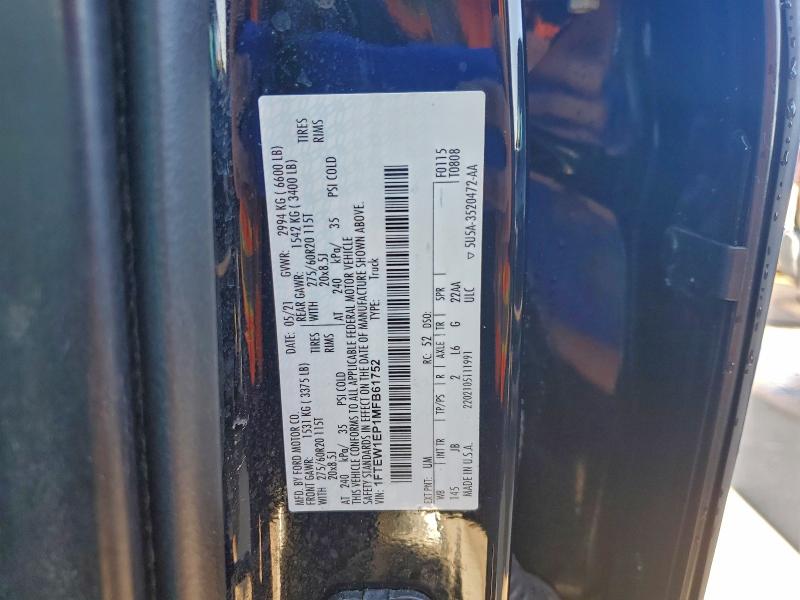 MFD. BY FORD MOTOR CO. DATE: 05/21 GVWR: 2994 KG ( 6600 LB)
FRONT GAWR: 1531 KG ( 3375 LB) REAR GAWR: 1542 KG ( 3400 LB)
WITH 275/60R20 115T TIRES WITH 275/60R20 115T TIRES
20x8.5J RIMS 20x8.5J RIMS
AT 240 kPa/ 35 PSI COLD AT 240 kPa/ 35 PSI COLD
THIS VEHICLE CONFORMS TO ALL APPLICABLE FEDERAL MOTOR VEHICLE
SAFETY STANDARDS IN EFFECT ON THE DATE OF MANUFACTURE SHOWN ABOVE.
VIN: 1FTEW1EP1MFB61752 TYPE: Truck
F0115
EXT PNT: UM RC: 52 DSO: T0808
WB INT TR TP/PS R AXLE TR SPR
145 JB 2 L6 G 22AA
MADE IN U.S.A. 2202105111991 ULC
▽ 5U5A-3520472-AA